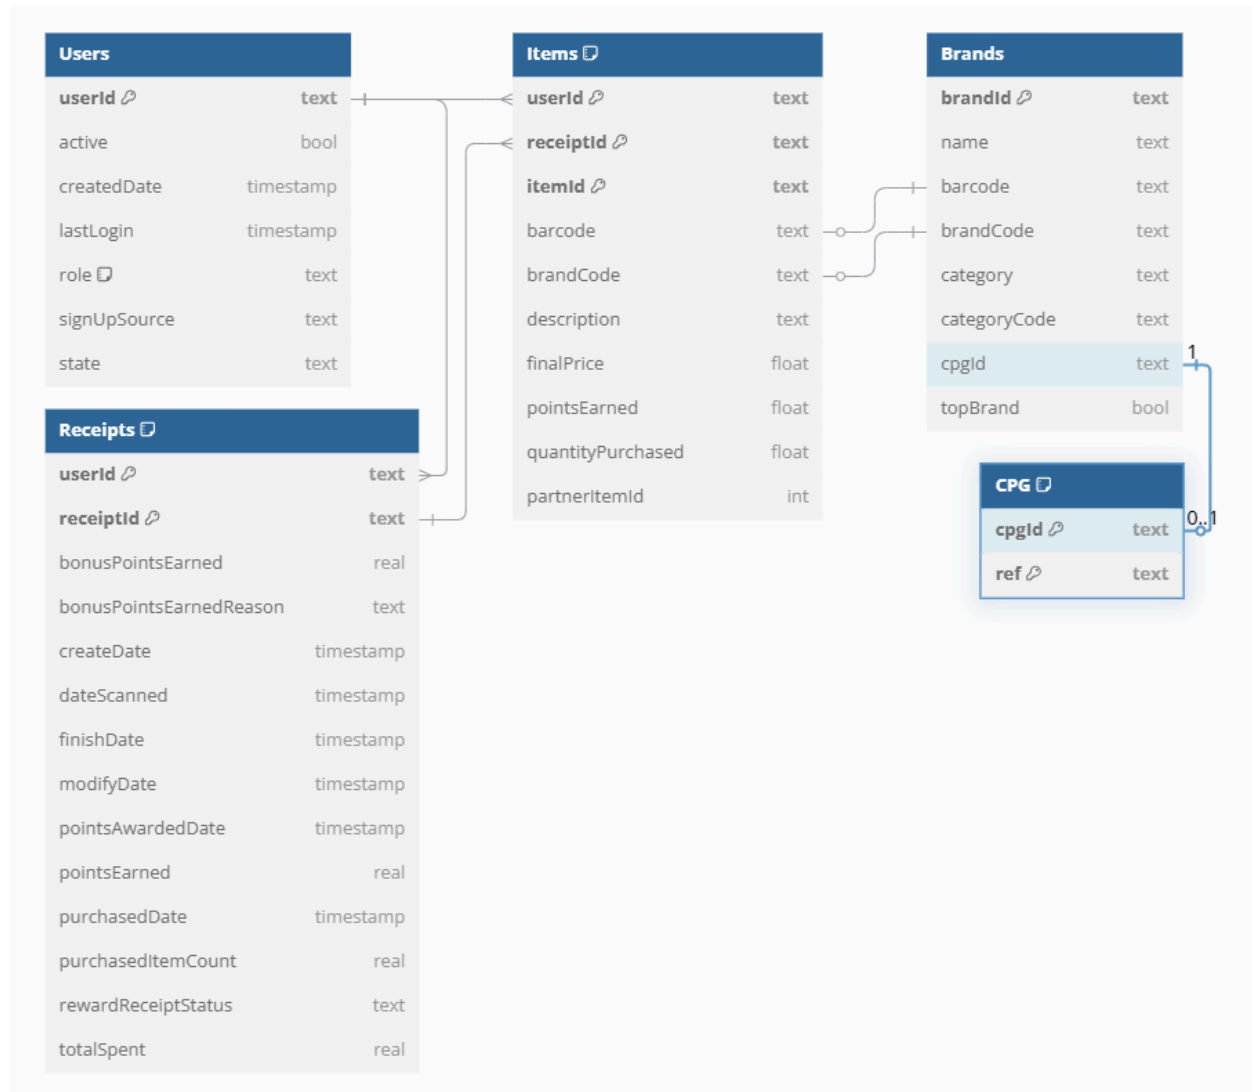 Users
userId text
active bool
createdDate timestamp
lastLogin timestamp
role text
signUpSource text
state text
Receipts
userId text
receiptId text
bonusPointsEarned real
bonusPointsEarnedReason text
createDate timestamp
dateScanned timestamp
finishDate timestamp
modifyDate timestamp
pointsAwardedDate timestamp
pointsEarned real
purchasedDate timestamp
purchasedItemCount real
rewardReceiptStatus text
totalSpent real
Items
userId text
receiptId text
itemId text
barcode text
brandCode text
description text
finalPrice float
pointsEarned float
quantityPurchased float
partnerItemId int
Brands
brandId text
name text
barcode text
brandCode text
category text
categoryCode text
cpgId text
topBrand bool
1
CPG
cpgId text
ref text
0..1